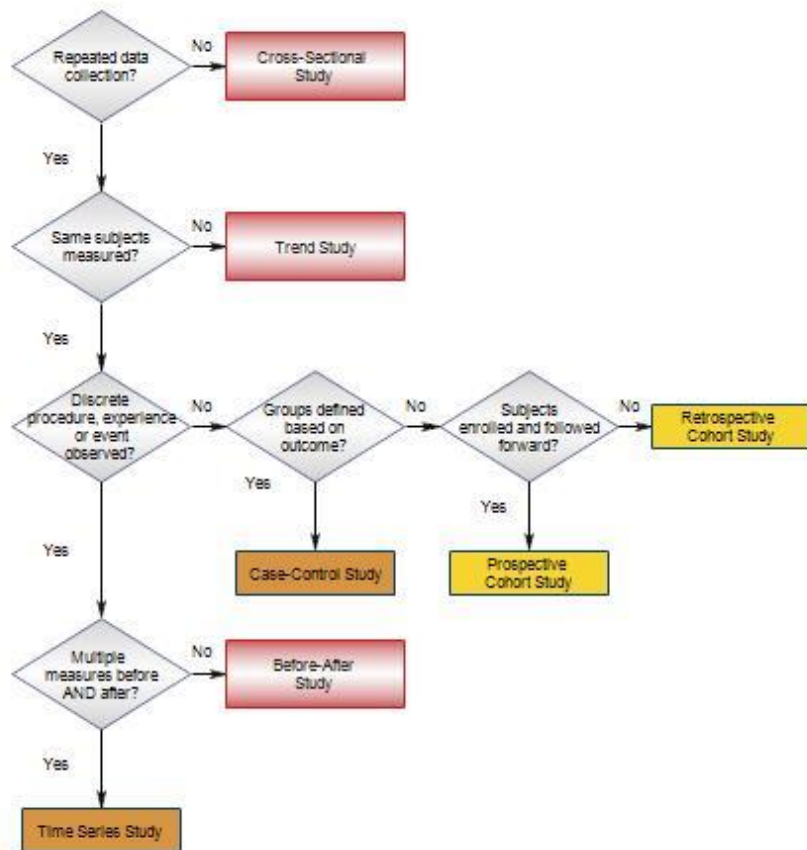 Repeated data
collection?
No
Cross-Sectional
Study
Yes
Same subjects
measured?
No
Trend Study
Yes
Discrete
procedure, experience
or event
observed?
No
Groups defined
based on
outcome?
No
Subjects
enrolled and followed
forward?
No
Retrospective
Cohort Study
Yes
Yes
Yes
Case-Control Study
Prospective
Cohort Study
Multiple
measures before
AND after?
No
Before-After
Study
Yes
Time Series Study